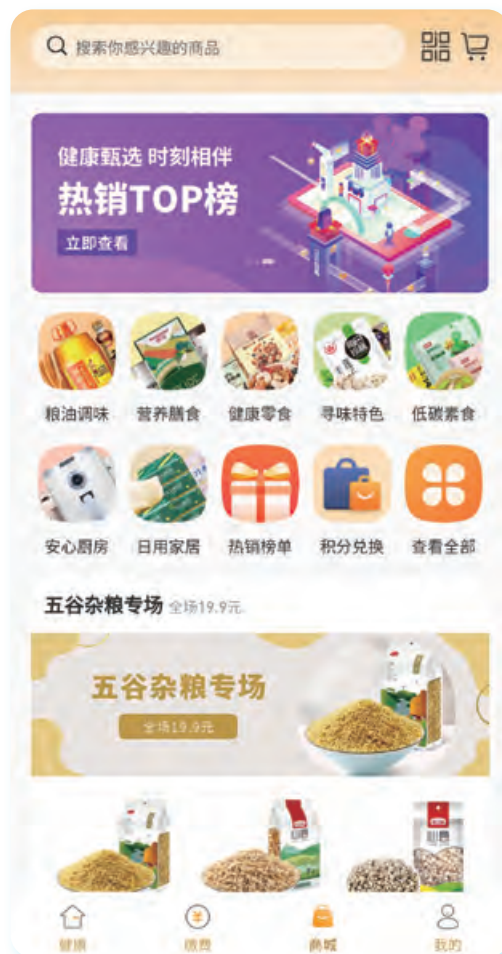 搜索你感兴趣的商品
健康甄选 时刻相伴
热销TOP榜
立即查看
粮油调味
营养膳食
健康零食
寻味特色
低碳素食
安心厨房
日用家居
热销榜单
积分兑换
查看全部
五谷杂粮专场 全场19.9元
五谷杂粮专场
全场19.9元
健康
缴费
商城
我的